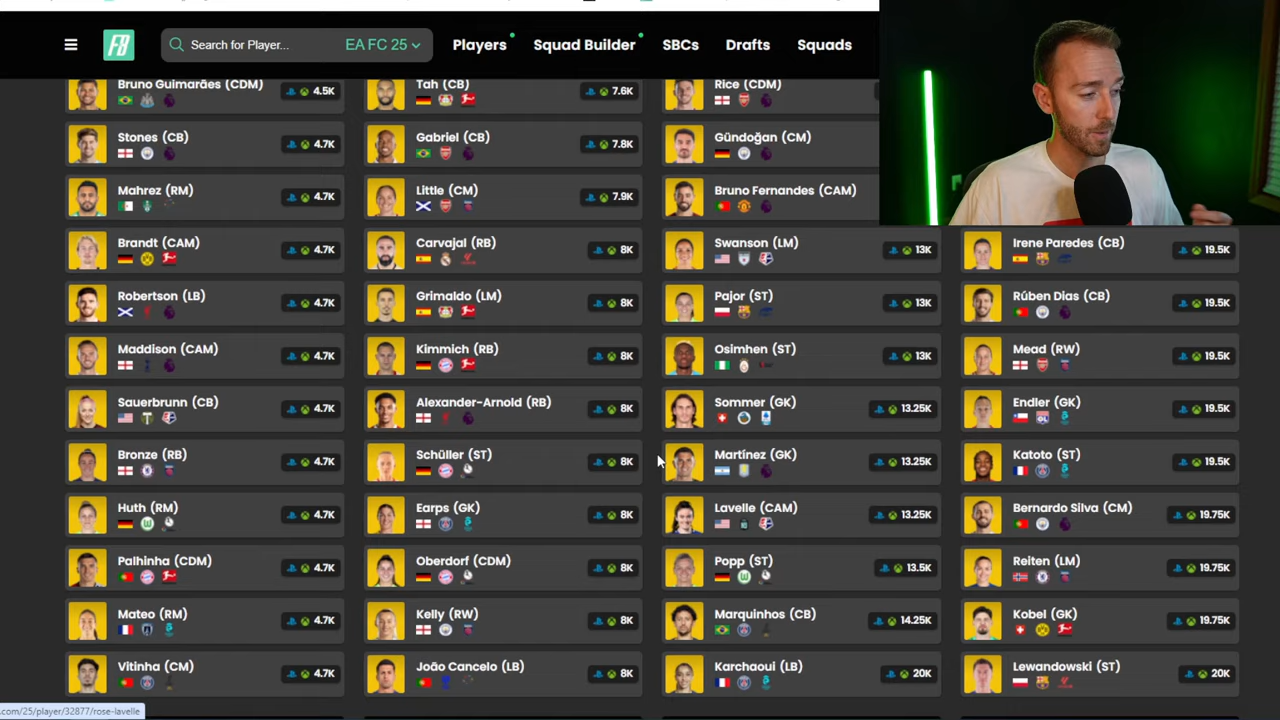 FB
Search for Player...
EA FC 25
Players
Squad Builder
SBCs
Drafts
Squads
Bruno Guimarães (CDM)
4.5K
Tah (CB)
7.6K
Rice (CDM)
Stones (CB)
4.7K
Gabriel (CB)
7.8K
Gündoğan (CM)
Mahrez (RM)
4.7K
Little (CM)
7.9K
Bruno Fernandes (CAM)
Brandt (CAM)
4.7K
Carvajal (RB)
8K
Swanson (LM)
13K
Irene Paredes (CB)
19.5K
Robertson (LB)
4.7K
Grimaldo (LM)
8K
Pajor (ST)
13K
Rúben Dias (CB)
19.5K
Maddison (CAM)
4.7K
Kimmich (RB)
8K
Osimhen (ST)
13K
Mead (RW)
19.5K
Sauerbrunn (CB)
4.7K
Alexander-Arnold (RB)
8K
Sommer (GK)
13.25K
Endler (GK)
19.5K
Bronze (RB)
4.7K
Schüller (ST)
8K
Martínez (GK)
13.25K
Katoto (ST)
19.5K
Huth (RM)
4.7K
Earps (GK)
8K
Lavelle (CAM)
13.25K
Bernardo Silva (CM)
19.75K
Palhinha (CDM)
4.7K
Oberdorf (CDM)
8K
Popp (ST)
13.5K
Reiten (LM)
19.75K
Mateo (RM)
4.7K
Kelly (RW)
8K
Marquinhos (CB)
14.25K
Kobel (GK)
19.75K
Vitinha (CM)
4.7K
João Cancelo (LB)
8K
Karchaoui (LB)
20K
Lewandowski (ST)
20K
.com/25/player/32877/rose-lavelle